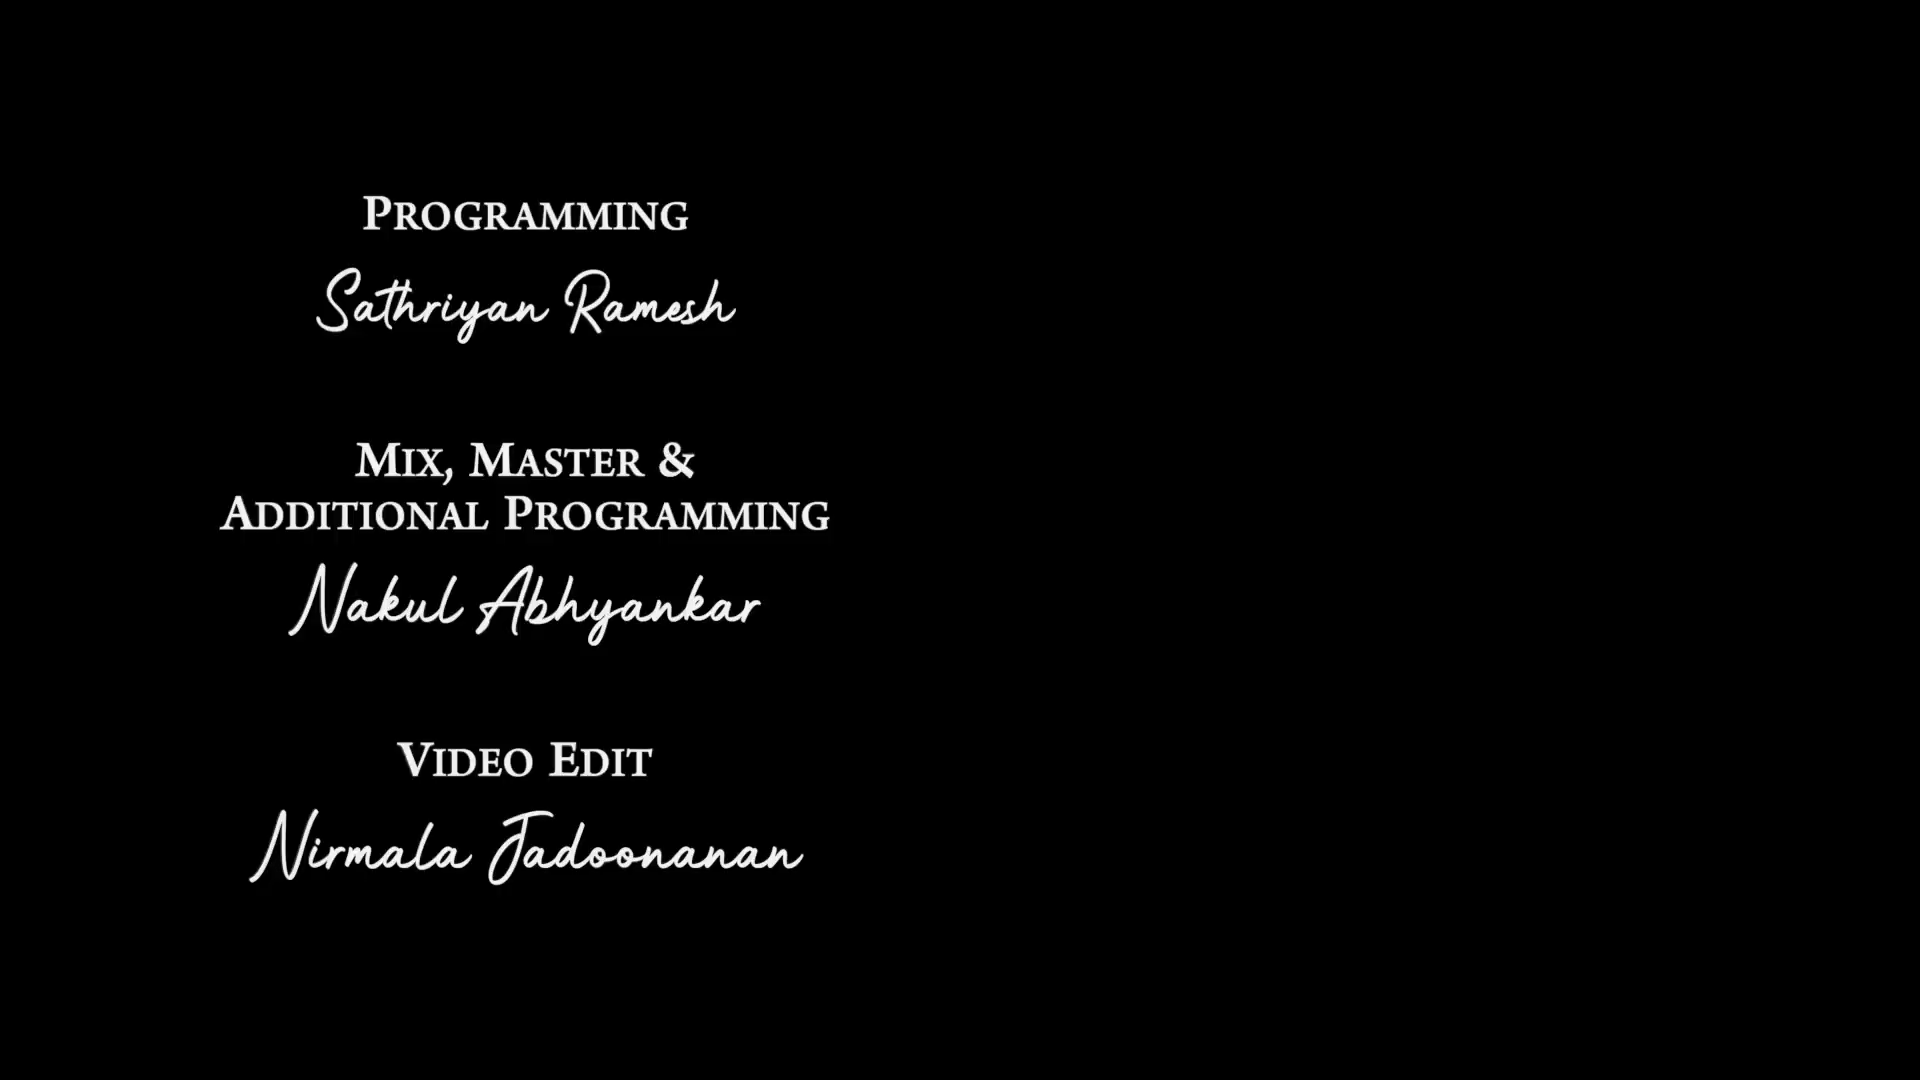 Programming
Sathriyan Ramesh
Mix, Master &
Additional Programming
Nakul Abhyankar
Video Edit
Nirmala Jadoonanan